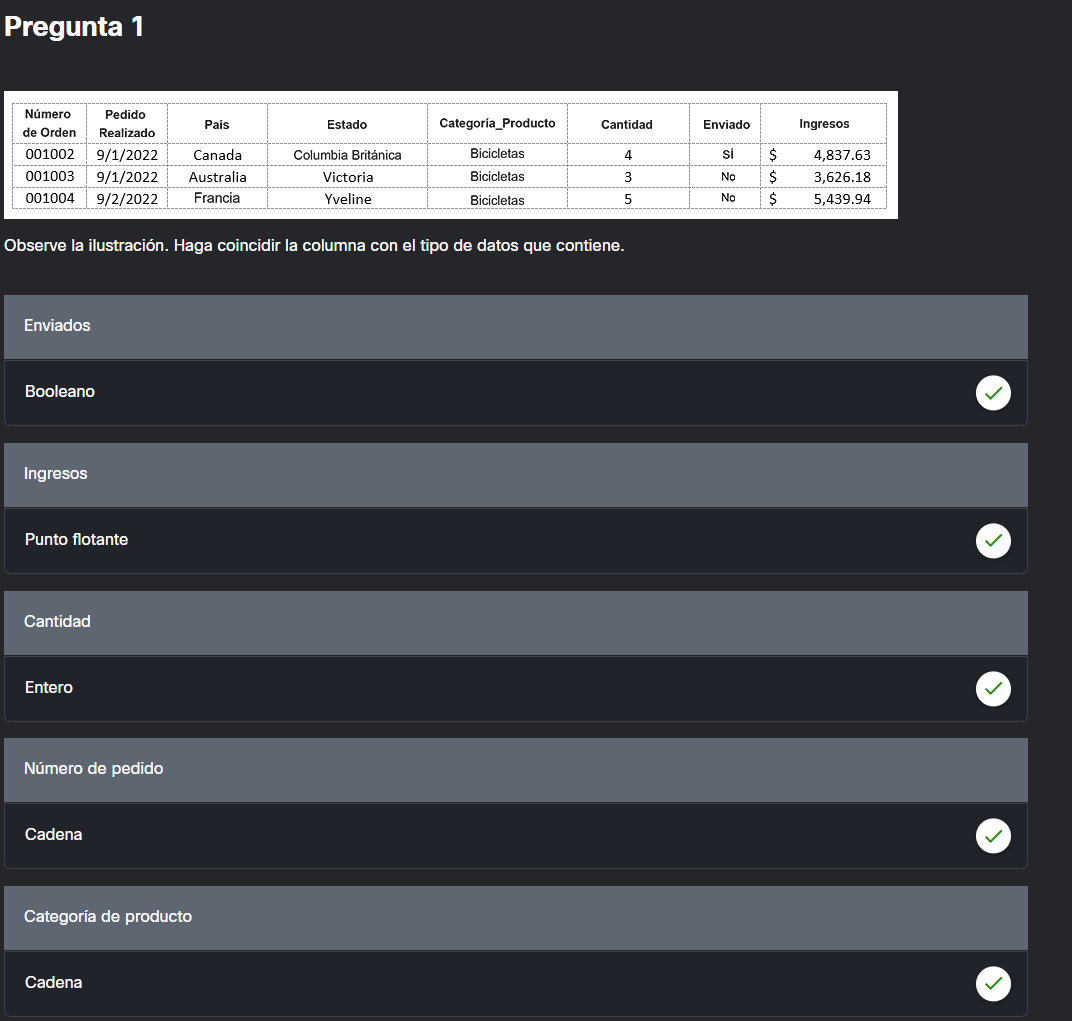 Pregunta 1
Número de Orden Pedido Realizado Pais Estado Categoría_Producto Cantidad Enviado Ingresos
001002 9/1/2022 Canada Columbia Británica Bicicletas 4 SÍ $ 4,837.63
001003 9/1/2022 Australia Victoria Bicicletas 3 No $ 3,626.18
001004 9/2/2022 Francia Yveline Bicicletas 5 No $ 5,439.94
Observe la ilustración. Haga coincidir la columna con el tipo de datos que contiene.
Enviados
Booleano
Ingresos
Punto flotante
Cantidad
Entero
Número de pedido
Cadena
Categoría de producto
Cadena